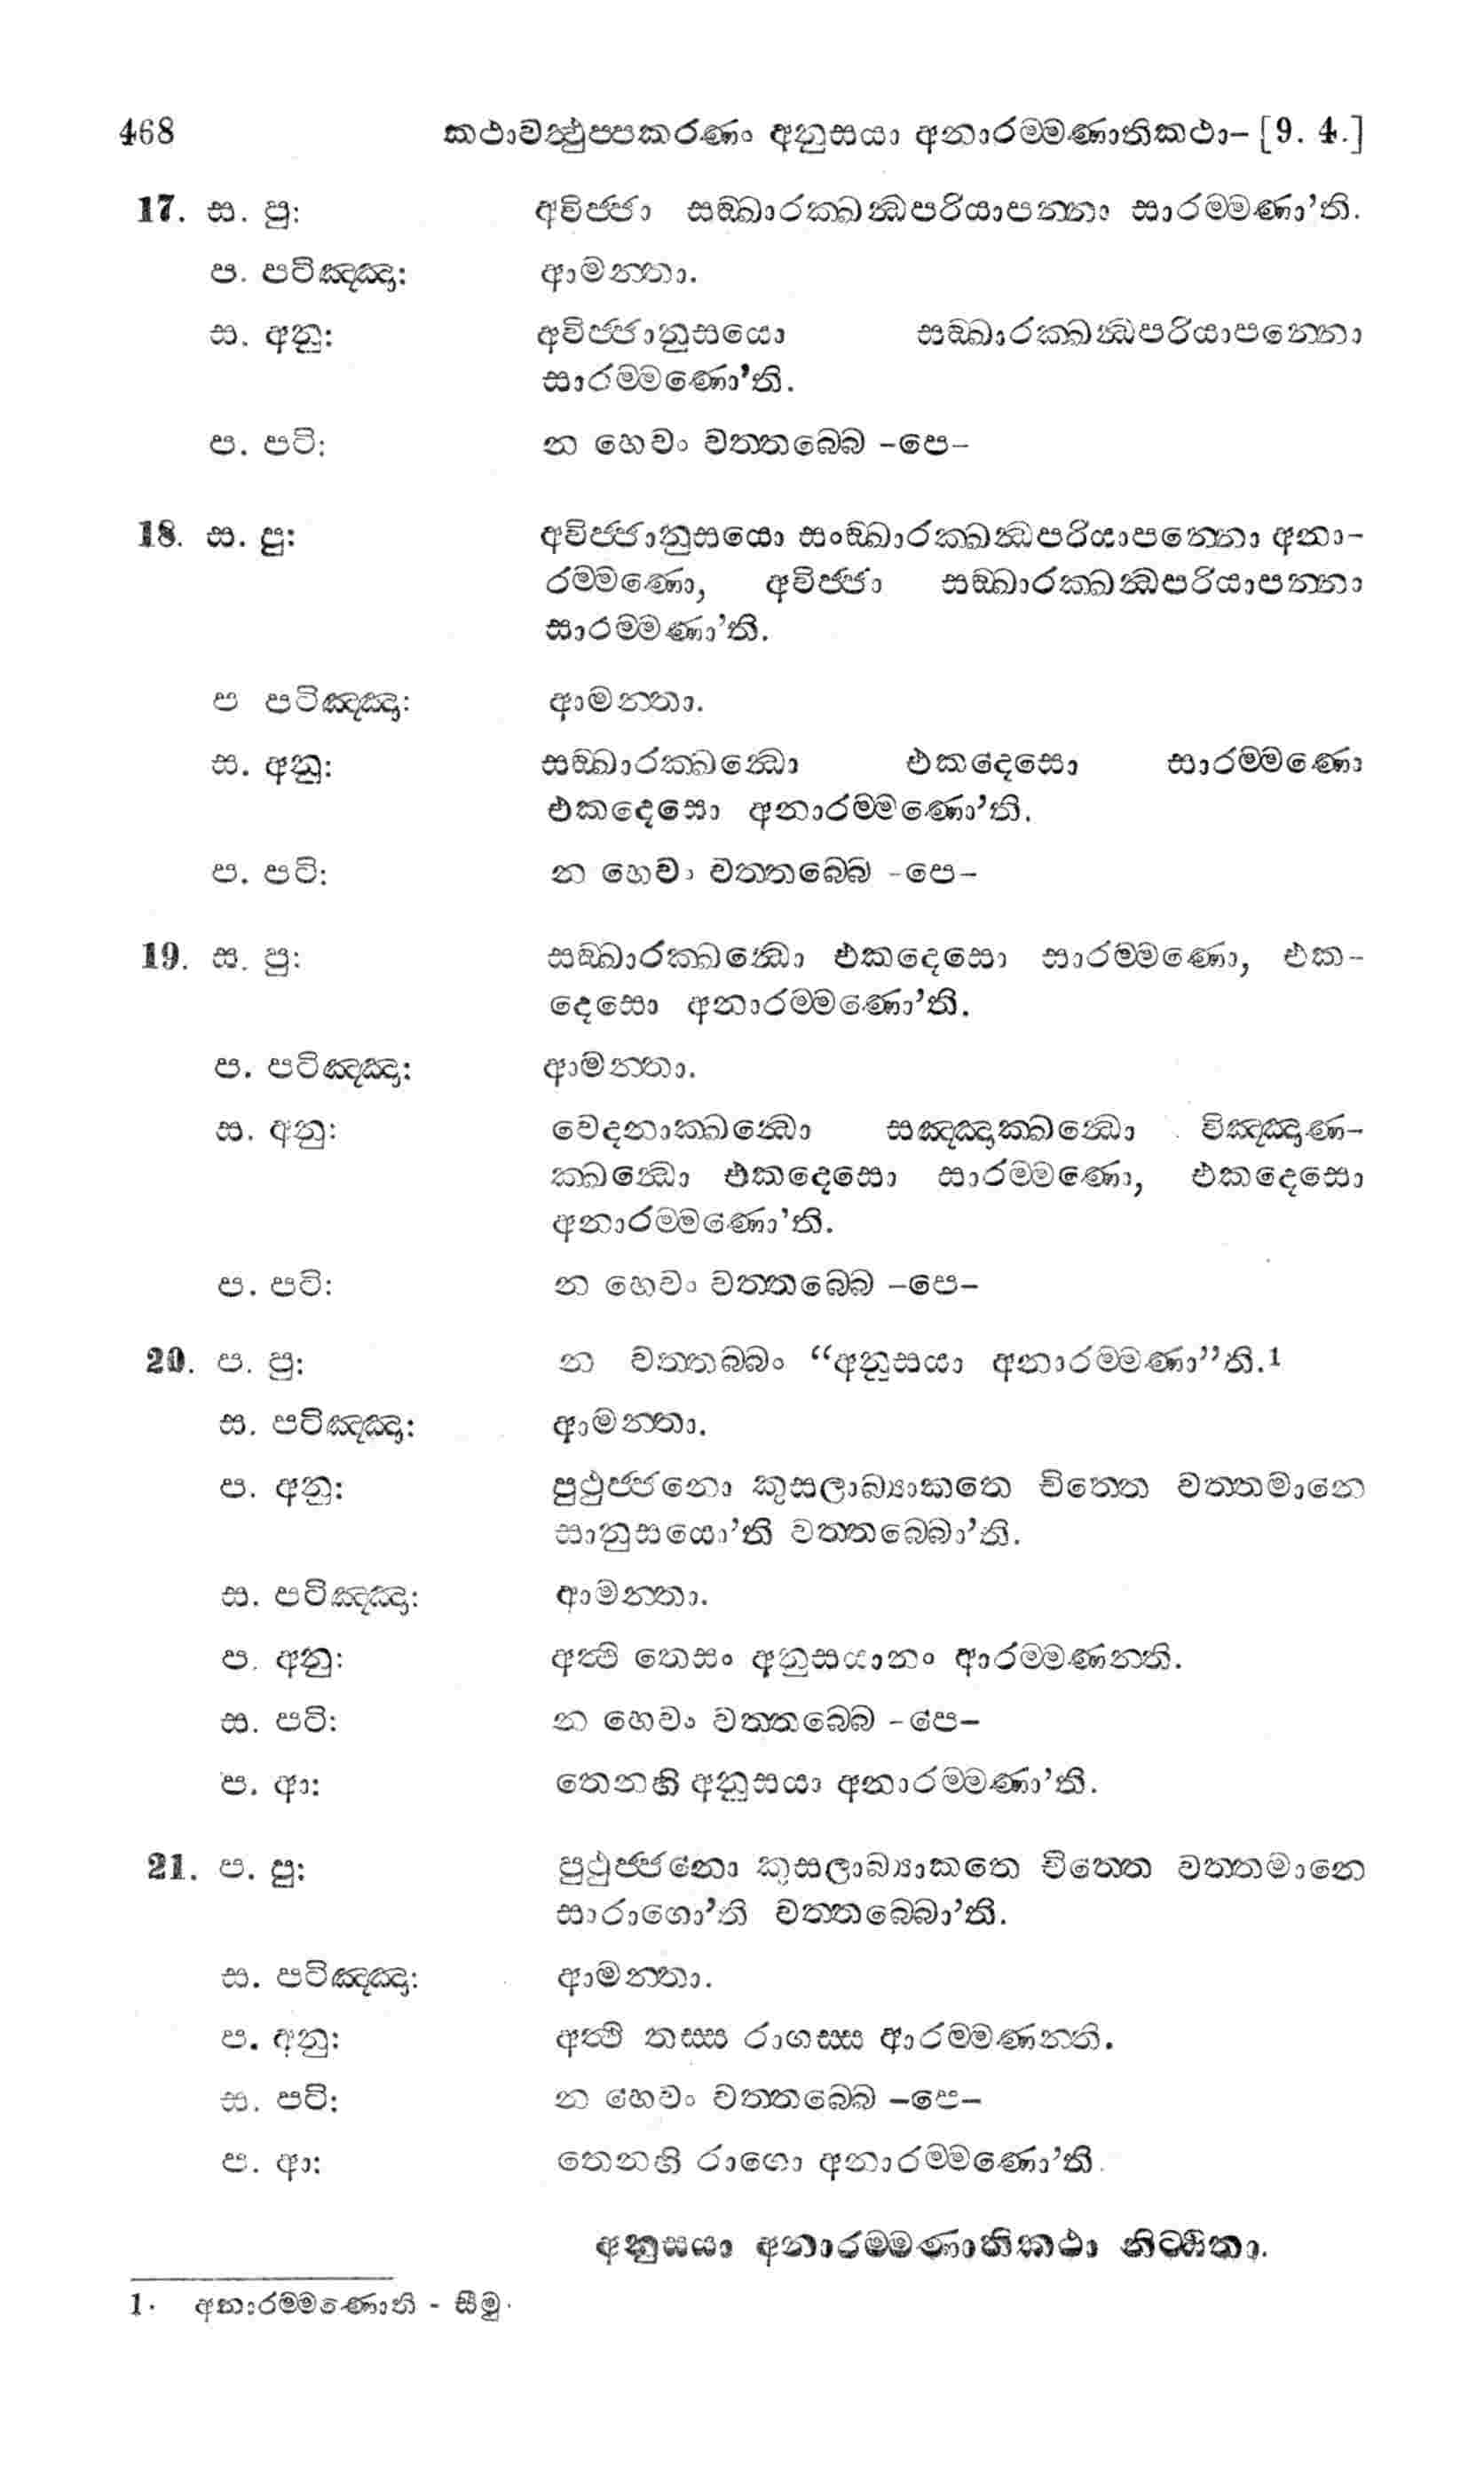 468 කථාවත්‍ථුප්පකරණං අනුසයා අනාරම්මණාතිකථා- [9. 4.]
17. ස. පු: අවිජ්ජා සඞ්ඛාරක්ඛන්‍ධපරියාපන්නා සාරම්මණා’ති.
ප. පටිඤ්ඤා: ආමන්තා.
ස. අනු: අවිජ්ජානුසයො සඞ්ඛාරක්ඛන්‍ධපරියාපන්නො
සාරම්මණො’ති.
ප. පටි: න හෙවං වත්තබ්බෙ -පෙ-
18. ස. පු: අවිජ්ජානුසයො සංඞ්ඛාරක්ඛන්‍ධපරියාපන්නො අනා-
රම්මණො, අවිජ්ජා සඞ්ඛාරක්ඛන්‍ධපරියාපන්නා
සාරම්මණා’ති.
ප පටිඤ්ඤා: ආමන්තා.
ස. අනු: සඞ්ඛාරක්ඛන්‍ධො එකදෙසො සාරම්මණො
එකදෙසො අනාරම්මණො’ති.
ප. පටි: න හෙවං වත්තබ්බෙ -පෙ-
19. ස. පු: සඞ්ඛාරක්ඛන්‍ධො එකදෙසො සාරම්මණො, එක-
දෙසො අනාරම්මණො’ති.
ප. පටිඤ්ඤා: ආමන්තා.
ස. අනු: වෙදනාක්ඛන්‍ධො සඤ්ඤාක්ඛන්‍ධො විඤ්ඤාණ-
ක්ඛන්‍ධො එකදෙසො සාරම්මණො, එකදෙසො
අනාරම්මණො’ති.
ප. පටි: න හෙවං වත්තබ්බෙ -පෙ-
20. ප. පු: න වත්තබ්බං “අනුසයා අනාරම්මණා”ති.1
ස. පටිඤ්ඤා: ආමන්තා.
ප. අනු: පුථුජ්ජනො කුසලාබ්‍යාකතෙ චිත්තෙ වත්තමානෙ
සානුසයො’ති වත්තබ්බො’ති.
ස. පටිඤ්ඤා: ආමන්තා.
ප. අනු: අත්‍ථි තෙසං අනුසයානං ආරම්මණන්ති.
ස. පටි: න හෙවං වත්තබ්බෙ -පෙ-
ප. ආ: තෙනහි අනුසයා අනාරම්මණා’ති.
21. ප. පු: පුථුජ්ජනො කුසලාබ්‍යාකතෙ චිත්තෙ වත්තමානෙ
සාරාගො’ති වත්තබ්බො’ති.
ස. පටිඤ්ඤා: ආමන්තා.
ප. අනු: අත්‍ථි තස්ස රාගස්ස ආරම්මණන්ති.
ස. පටි: න හෙවං වත්තබ්බෙ -පෙ-
ප. ආ: තෙනහි රාගො අනාරම්මණො’ති.
අනුසයා අනාරම්මණාතිකථා නිට්ඨිතා.
1. අනාරම්මණොති - සීමු.